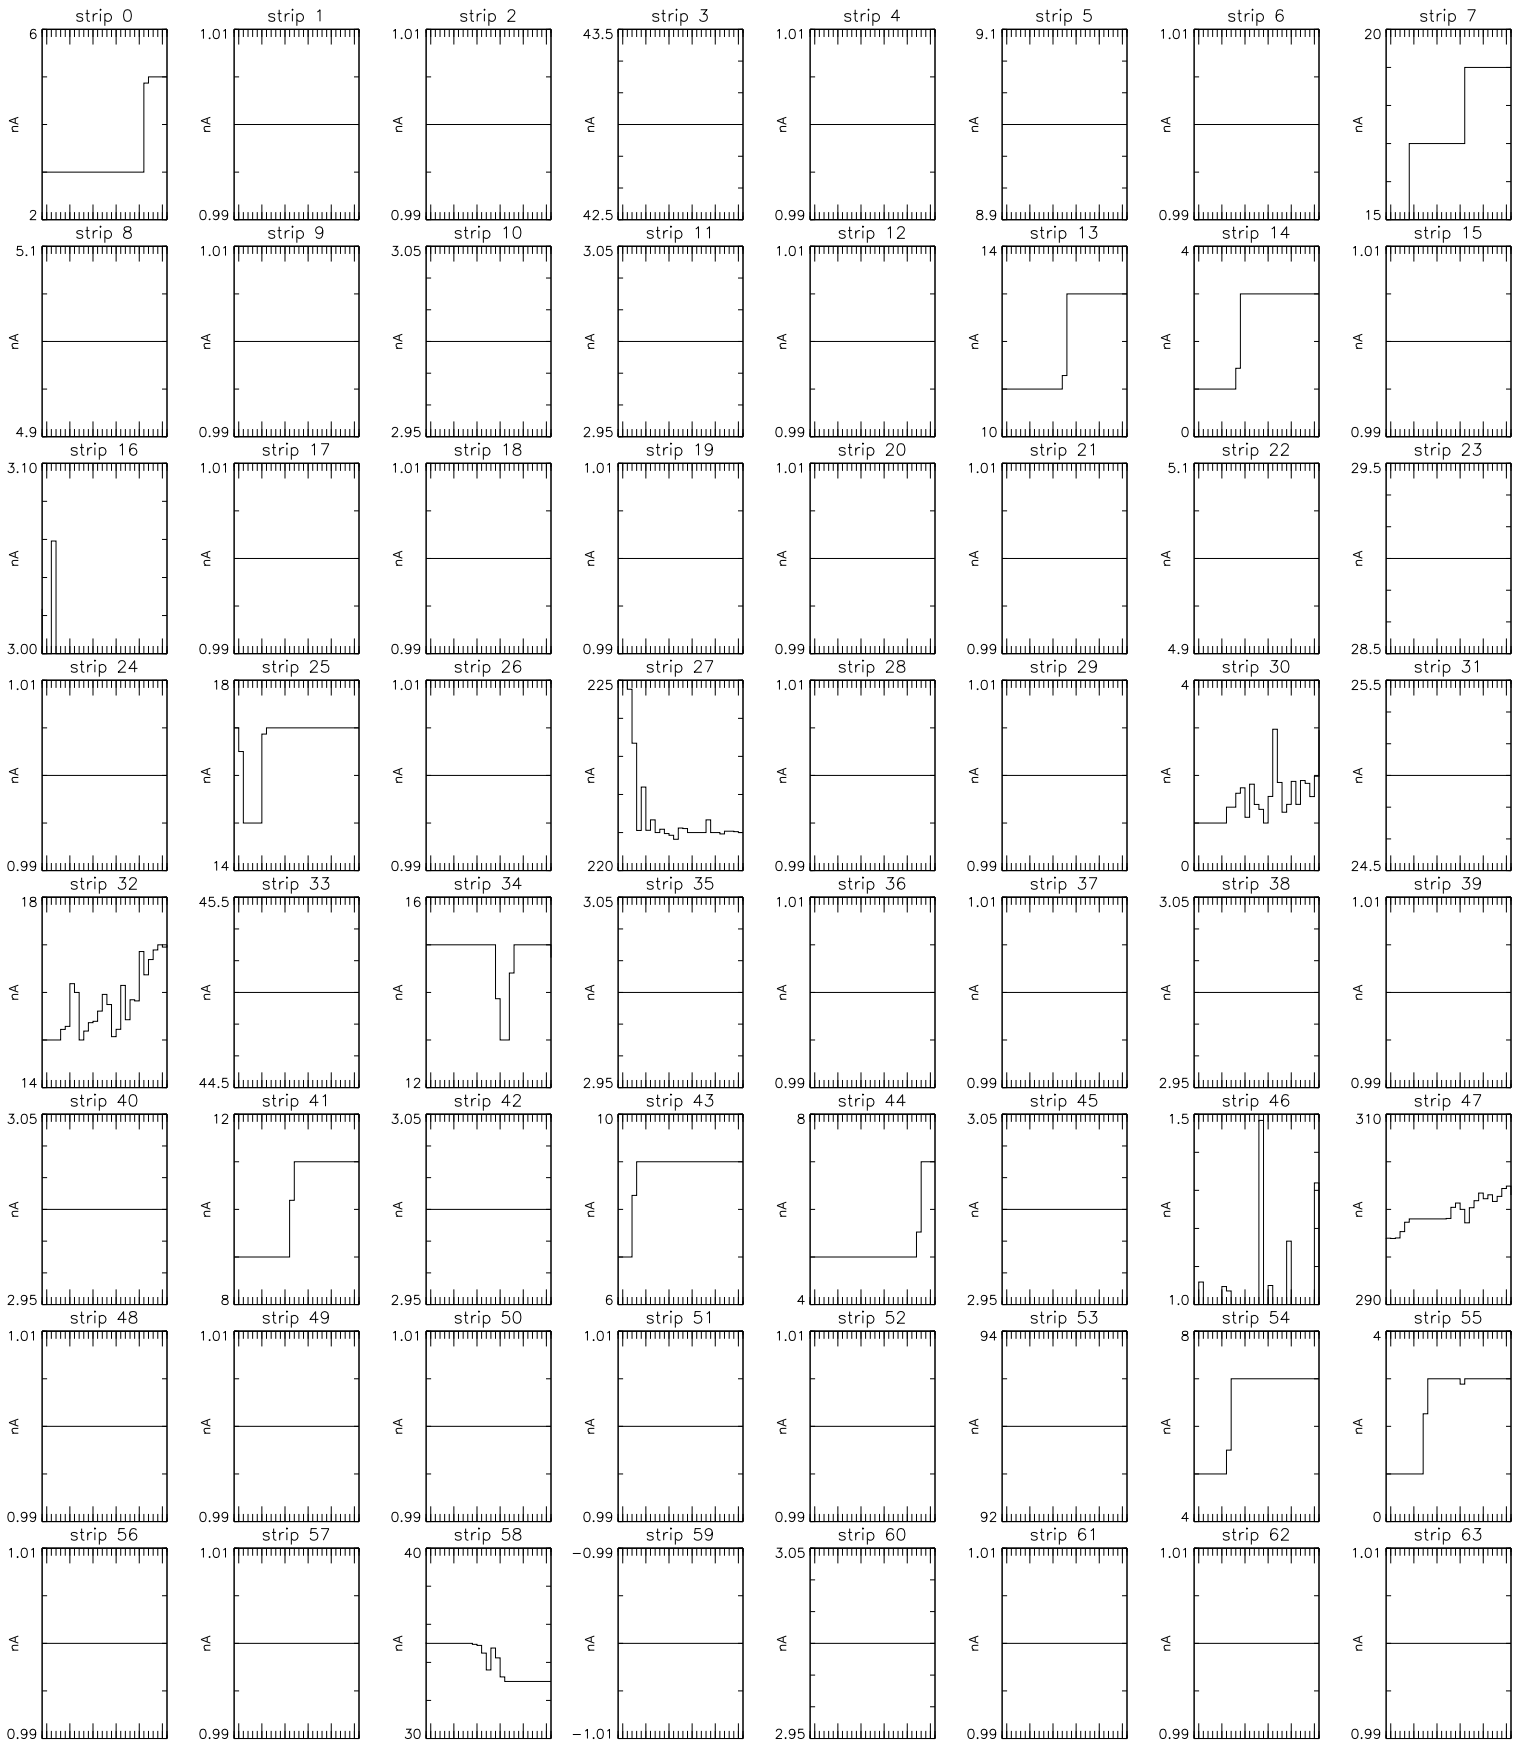 strip 0 strip 1 strip 2 strip 3 strip 4 strip 5 strip 6 strip 7
6 1.01 1.01 43.5 1.01 9.1 1.01 20
nA nA nA nA nA nA nA nA
2 0.99 0.99 42.5 0.99 8.9 0.99 15
strip 8 strip 9 strip 10 strip 11 strip 12 strip 13 strip 14 strip 15
5.1 1.01 3.05 3.05 1.01 14 4 1.01
nA nA nA nA nA nA nA nA
4.9 0.99 2.95 2.95 0.99 10 0 0.99
strip 16 strip 17 strip 18 strip 19 strip 20 strip 21 strip 22 strip 23
3.10 1.01 1.01 1.01 1.01 1.01 5.1 29.5
nA nA nA nA nA nA nA nA
3.00 0.99 0.99 0.99 0.99 0.99 4.9 28.5
strip 24 strip 25 strip 26 strip 27 strip 28 strip 29 strip 30 strip 31
1.01 18 1.01 225 1.01 1.01 4 25.5
nA nA nA nA nA nA nA nA
0.99 14 0.99 220 0.99 0.99 0 24.5
strip 32 strip 33 strip 34 strip 35 strip 36 strip 37 strip 38 strip 39
18 45.5 16 3.05 1.01 1.01 3.05 1.01
nA nA nA nA nA nA nA nA
14 44.5 12 2.95 0.99 0.99 2.95 0.99
strip 40 strip 41 strip 42 strip 43 strip 44 strip 45 strip 46 strip 47
3.05 12 3.05 10 8 3.05 1.5 310
nA nA nA nA nA nA nA nA
2.95 8 2.95 6 4 2.95 1.0 290
strip 48 strip 49 strip 50 strip 51 strip 52 strip 53 strip 54 strip 55
1.01 1.01 1.01 1.01 1.01 94 8 4
nA nA nA nA nA nA nA nA
0.99 0.99 0.99 0.99 0.99 92 4 0
strip 56 strip 57 strip 58 strip 59 strip 60 strip 61 strip 62 strip 63
1.01 1.01 40 −0.99 3.05 1.01 1.01 1.01
nA nA nA nA nA nA nA nA
0.99 0.99 30 −1.01 2.95 0.99 0.99 0.99